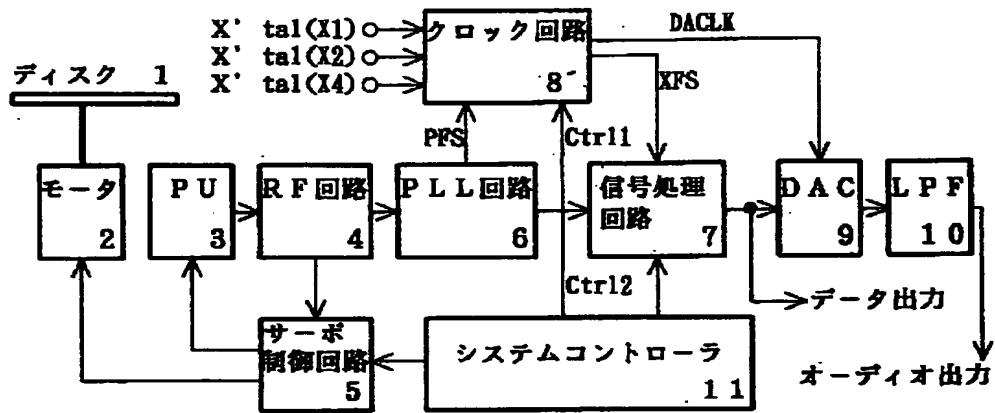 X' tal(X1)
X' tal(X2)
X' tal(X4)
クロック回路
8
DACLK
XFS
PFS
Ctrl1
ディスク 1
モータ
2
PU
3
RF回路
4
PLL回路
6
信号処理
回路
7
DAC
9
LPF
10
Ctrl2
データ出力
サーボ
制御回路
5
システムコントローラ
11
オーディオ出力